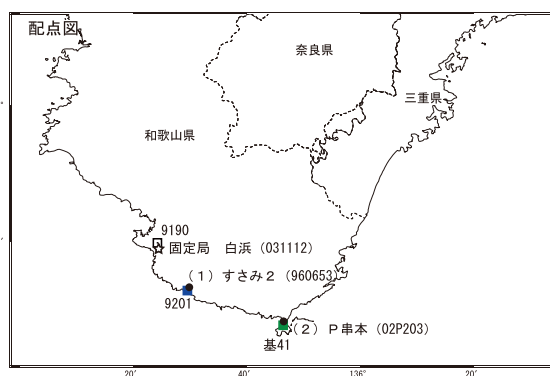 配点図
奈良県
三重県
和歌山県
9190
固定局　白浜（031112）
（１）すさみ２（960653）
9201
（２）Ｐ串本（02P203）
基41
20′
40′
136°
20′